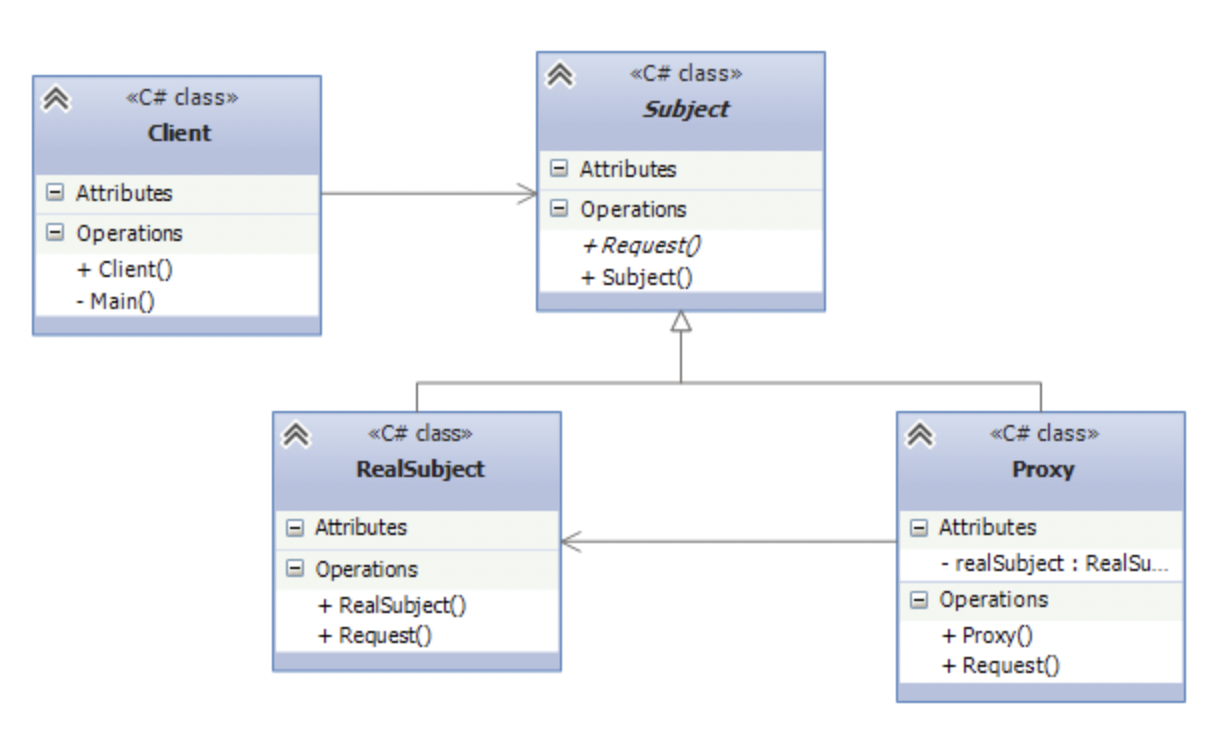 «C# class»
Client
Attributes
Operations
+ Client()
- Main()
«C# class»
Subject
Attributes
Operations
+ Request()
+ Subject()
«C# class»
RealSubject
Attributes
Operations
+ RealSubject()
+ Request()
«C# class»
Proxy
Attributes
- realSubject : RealSu...
Operations
+ Proxy()
+ Request()